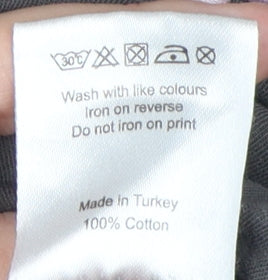 30°C
Wash with like colours
Iron on reverse
Do not iron on print
Made In Turkey
100% Cotton